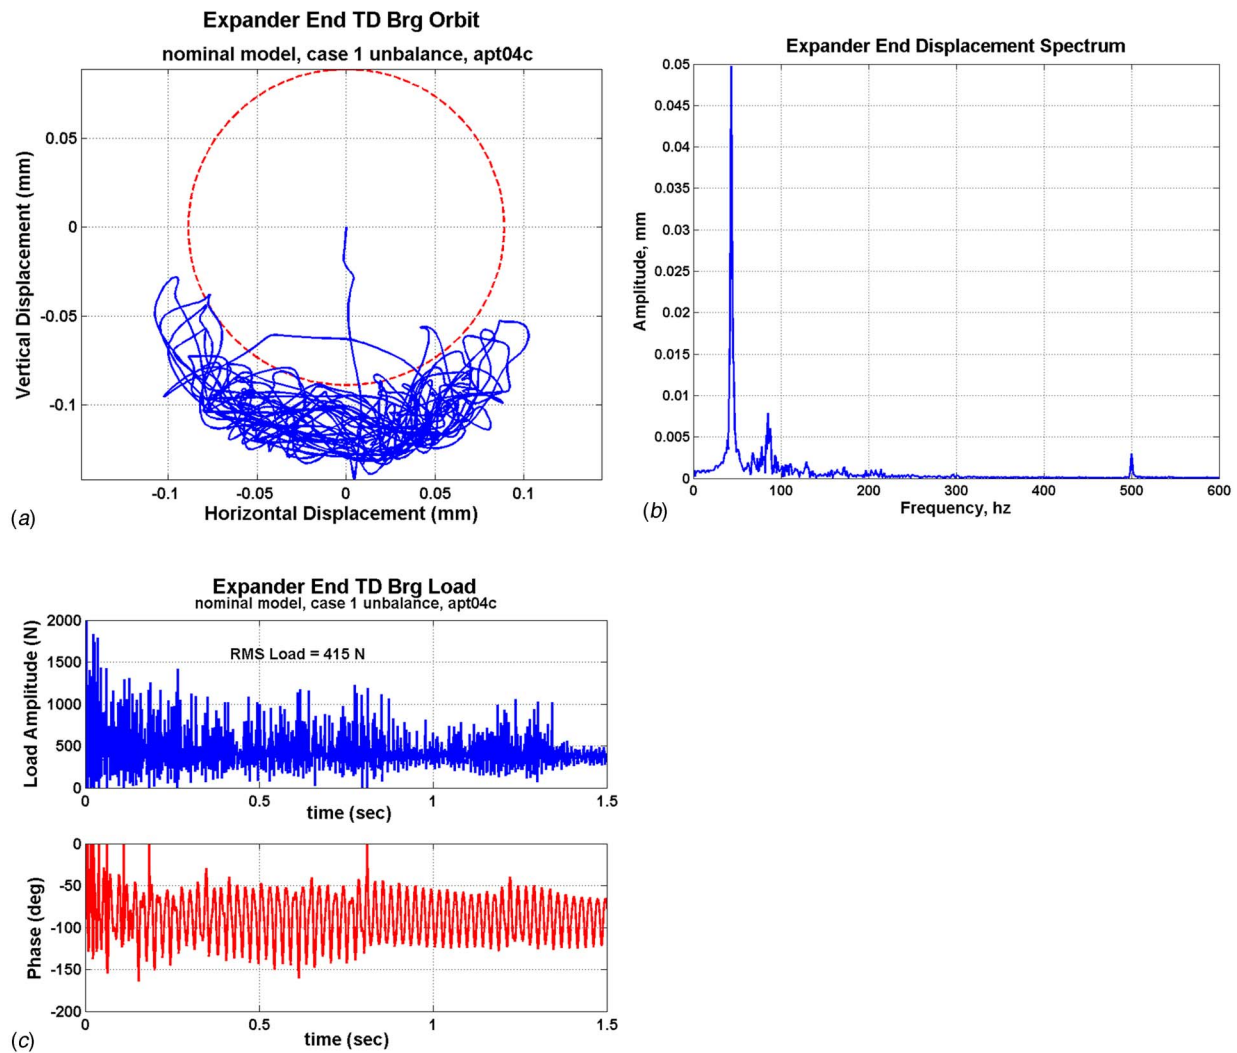 Expander End TD Brg Orbit
nominal model, case 1 unbalance, apt04c
Vertical Displacement (mm)
0.05
0
-0.05
-0.1
-0.1 -0.05 0 0.05 0.1
Horizontal Displacement (mm)
(a)
Expander End Displacement Spectrum
Amplitude, mm
0.05
0.045
0.04
0.035
0.03
0.025
0.02
0.015
0.01
0.005
0
0 100 200 300 400 500 600
Frequency, hz
(b)
Expander End TD Brg Load
nominal model, case 1 unbalance, apt04c
Load Amplitude (N)
2000
1500
1000
500
0
RMS Load = 415 N
0 0.5 1 1.5
time (sec)
Phase (deg)
0
-50
-100
-150
-200
0 0.5 1 1.5
time (sec)
(c)